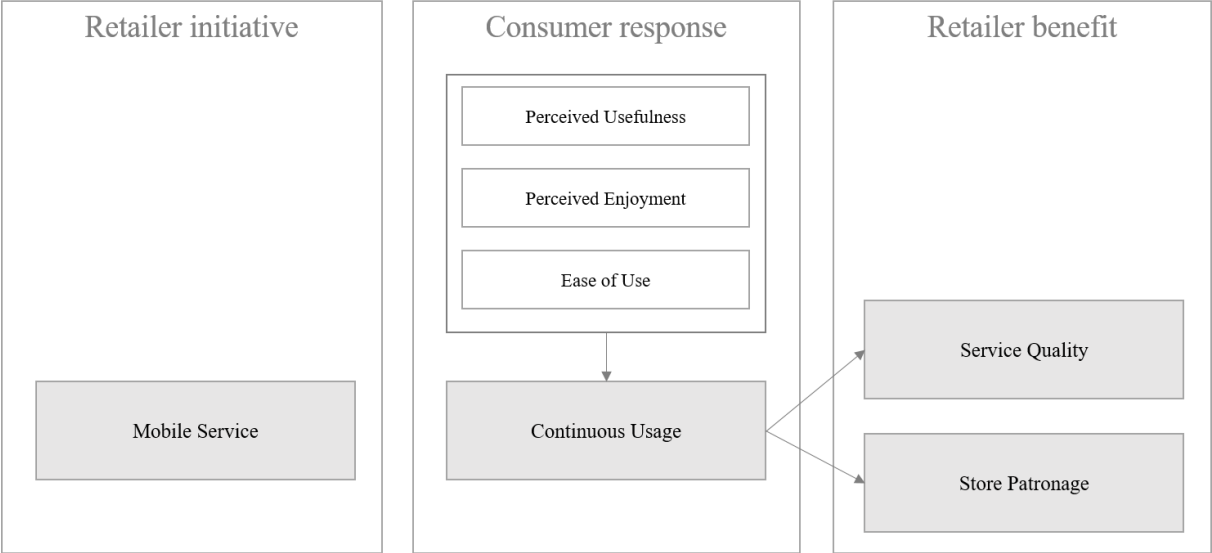 Retailer initiative
Consumer response
Retailer benefit
Perceived Usefulness
Perceived Enjoyment
Ease of Use
Mobile Service
Continuous Usage
Service Quality
Store Patronage